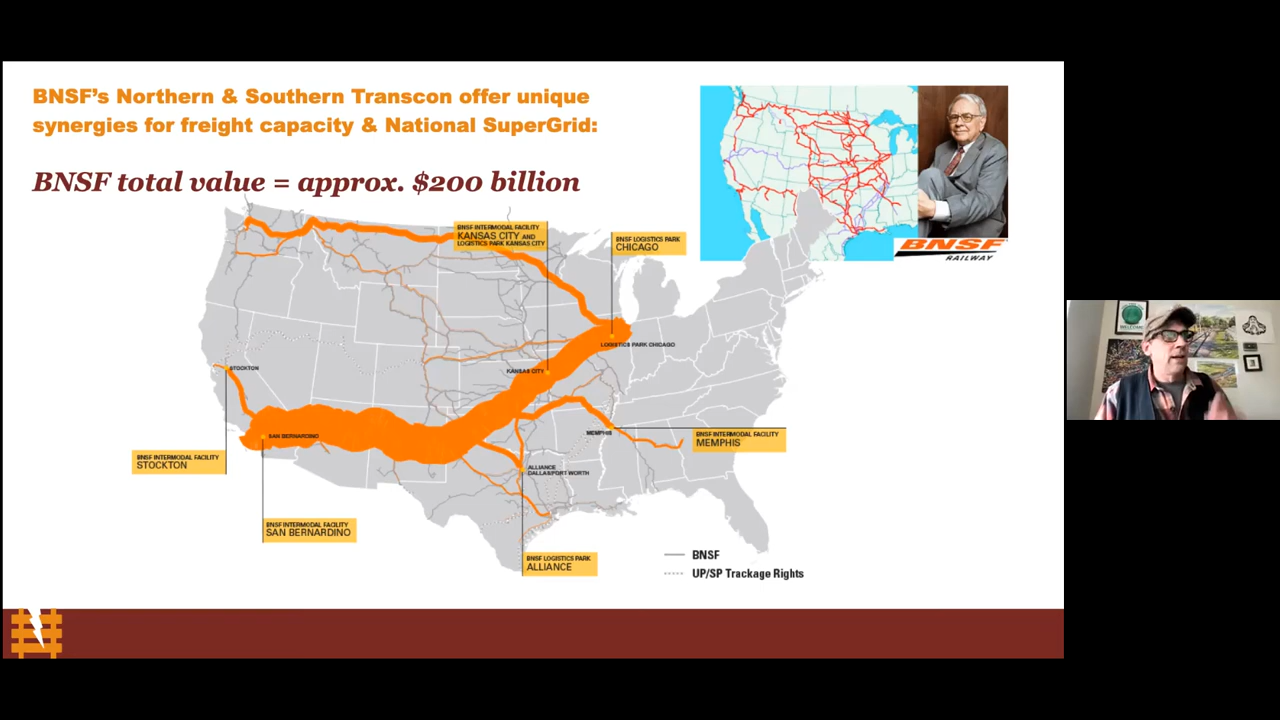 BNSF's Northern & Southern Transcon offer unique
synergies for freight capacity & National SuperGrid:
BNSF total value = approx. $200 billion
BNSF
RAILWAY
BNSF INTERMODAL FACILITY
KANSAS CITY AND
LOGISTICS PARK KANSAS CITY
BNSF LOGISTICS PARK
CHICAGO
LOGISTICS PARK CHICAGO
STOCKTON
KANSAS CITY
SAN BERNARDINO
MEMPHIS
BNSF INTERMODAL FACILITY
MEMPHIS
BNSF INTERMODAL FACILITY
STOCKTON
ALLIANCE
DALLAS/FORT WORTH
BNSF INTERMODAL FACILITY
SAN BERNARDINO
BNSF LOGISTICS PARK
ALLIANCE
BNSF
UP/SP Trackage Rights
WELCOME